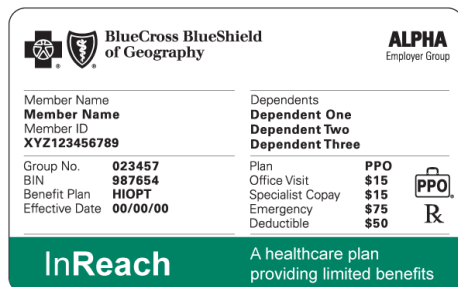 BlueCross BlueShield
of Geography
ALPHA
Employer Group
Member Name
Member Name
Member ID
XYZ123456789
Dependents
Dependent One
Dependent Two
Dependent Three
Group No. 023457
BIN 987654
Benefit Plan HIOPT
Effective Date 00/00/00
Plan PPO
Office Visit $15
Specialist Copay $15
Emergency $75
Deductible $50
PPO
Rx
InReach
A healthcare plan
providing limited benefits